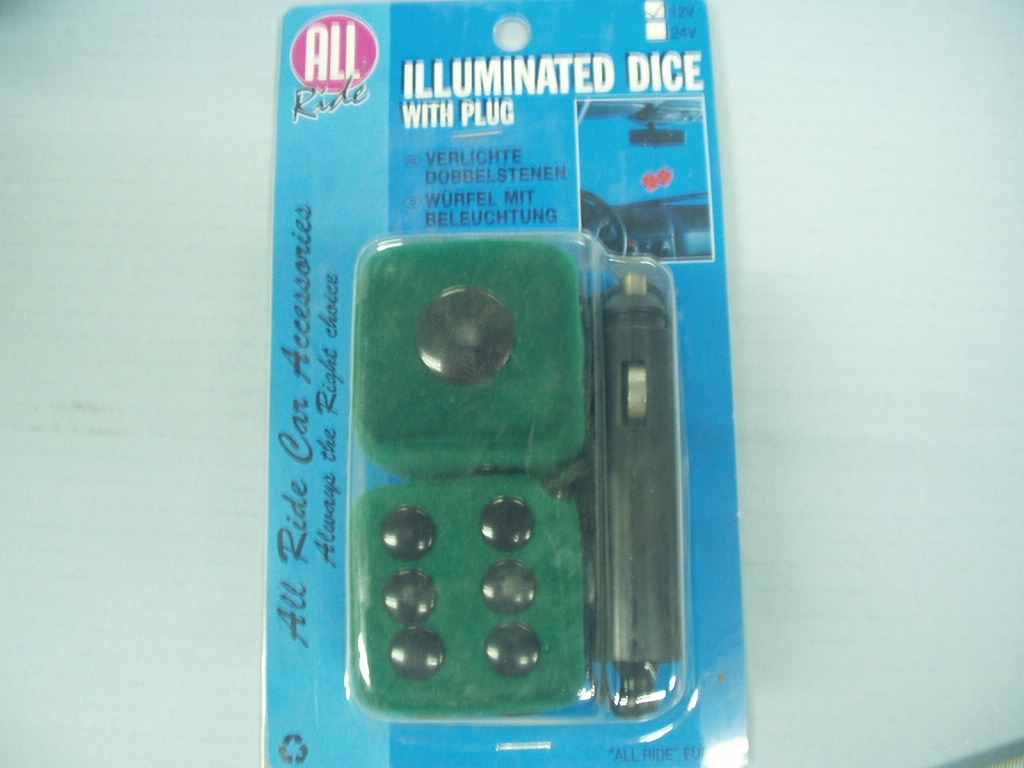 ALL
Ride
12V
24V
ILLUMINATED DICE
WITH PLUG
VERLICHTE
DOBBELSTENEN
WÜRFEL MIT
BELEUCHTUNG
All Ride Car Accessories
Always the Right choice
"ALL RIDE"